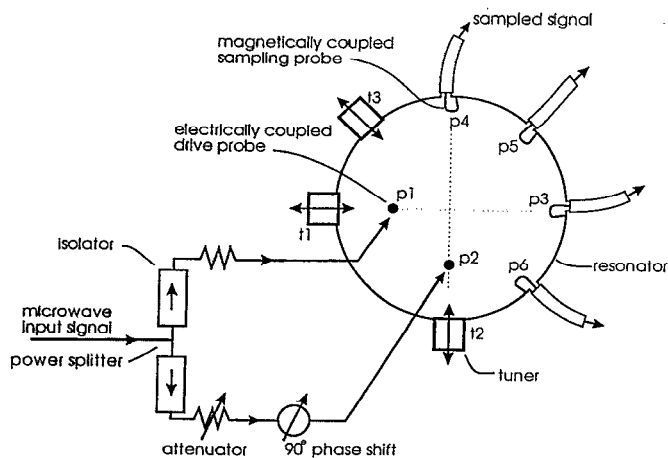 sampled signal
magnetically coupled
sampling probe
t3
p4
electrically coupled
drive probe
p5
p1
p3
t1
isolator
p2
p6
resonator
microwave
input signal
t2
power splitter
tuner
attenuator
90° phase shift